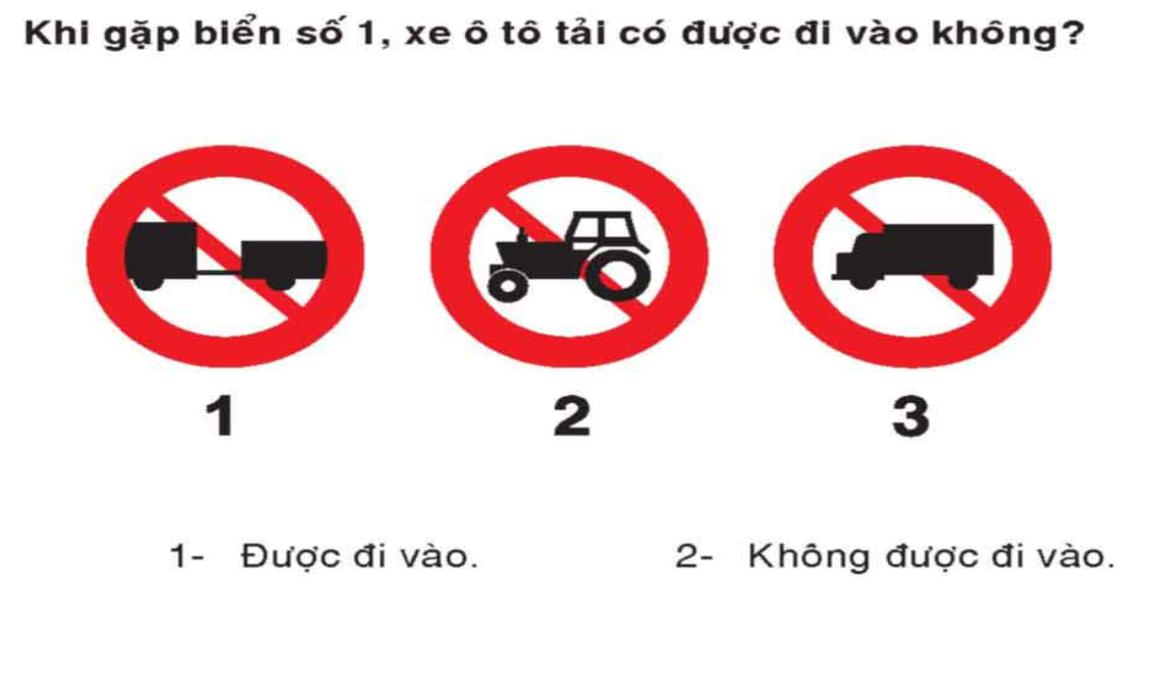 Khi gặp biển số 1, xe ô tô tải có được đi vào không?
1 2 3
1- Được đi vào. 2- Không được đi vào.